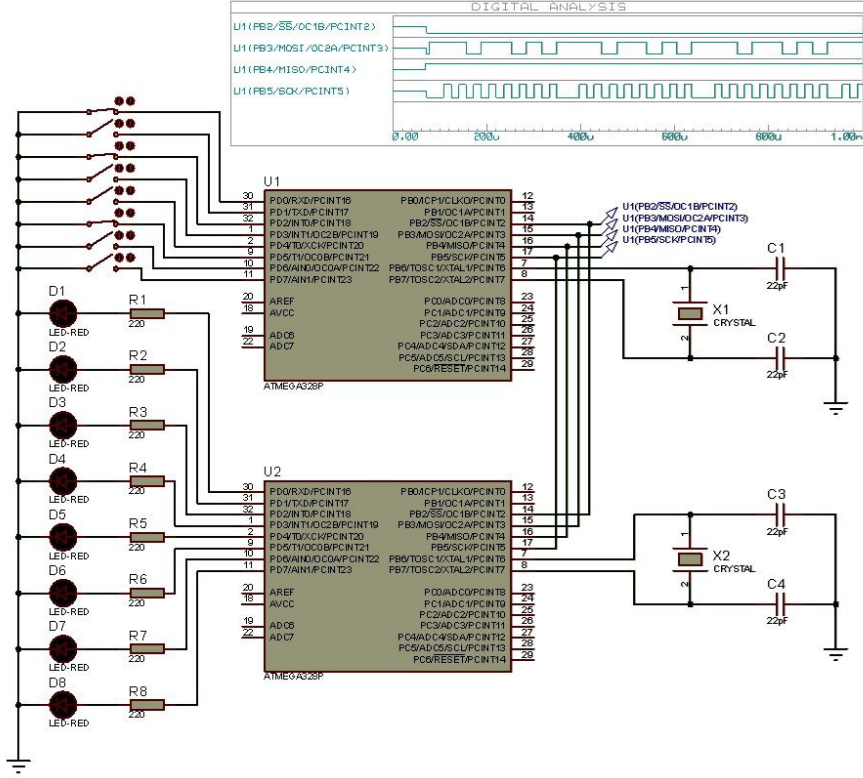 DIGITAL ANALYSIS
U1(PB2/SS/OC1B/PCINT2)
U1(PB3/MOSI/OC2A/PCINT3)
U1(PB4/MISO/PCINT4)
U1(PB5/SCK/PCINT5)
0.00 200u 400u 600u 800u 1.00m
U1
30 PD0/RXD/PCINT16 PB0/ICP1/CLKO/PCINT0 12
31 PD1/TXD/PCINT17 PB1/OC1A/PCINT1 13
32 PD2/INT0/PCINT18 PB2/SS/OC1B/PCINT2 14
1 PD3/INT1/OC2B/PCINT19 PB3/MOSI/OC2A/PCINT3 15
2 PD4/T0/XCK/PCINT20 PB4/MISO/PCINT4 16
9 PD5/T1/OC0B/PCINT21 PB5/SCK/PCINT5 17
10 PD6/AIN0/OC0A/PCINT22 PB6/TOSC1/XTAL1/PCINT6 7
11 PD7/AIN1/PCINT23 PB7/TOSC2/XTAL2/PCINT7 8
20 AREF PC0/ADC0/PCINT8 23
18 AVCC PC1/ADC1/PCINT9 24
PC2/ADC2/PCINT10 25
19 ADC6 PC3/ADC3/PCINT11 26
22 ADC7 PC4/ADC4/SDA/PCINT12 27
PC5/ADC5/SCL/PCINT13 28
PC6/RESET/PCINT14 29
ATMEGA328P
U1(PB2/SS/OC1B/PCINT2)
U1(PB3/MOSI/OC2A/PCINT3)
U1(PB4/MISO/PCINT4)
U1(PB5/SCK/PCINT5)
C1
22pF
1
X1
CRYSTAL
2
C2
22pF
D1
LED-RED
R1
220
D2
LED-RED
R2
220
D3
LED-RED
R3
220
D4
LED-RED
R4
220
D5
LED-RED
R5
220
D6
LED-RED
R6
220
D7
LED-RED
R7
220
D8
LED-RED
R8
220
U2
30 PD0/RXD/PCINT16 PB0/ICP1/CLKO/PCINT0 12
31 PD1/TXD/PCINT17 PB1/OC1A/PCINT1 13
32 PD2/INT0/PCINT18 PB2/SS/OC1B/PCINT2 14
1 PD3/INT1/OC2B/PCINT19 PB3/MOSI/OC2A/PCINT3 15
2 PD4/T0/XCK/PCINT20 PB4/MISO/PCINT4 16
9 PD5/T1/OC0B/PCINT21 PB5/SCK/PCINT5 17
10 PD6/AIN0/OC0A/PCINT22 PB6/TOSC1/XTAL1/PCINT6 7
11 PD7/AIN1/PCINT23 PB7/TOSC2/XTAL2/PCINT7 8
20 AREF PC0/ADC0/PCINT8 23
18 AVCC PC1/ADC1/PCINT9 24
PC2/ADC2/PCINT10 25
19 ADC6 PC3/ADC3/PCINT11 26
22 ADC7 PC4/ADC4/SDA/PCINT12 27
PC5/ADC5/SCL/PCINT13 28
PC6/RESET/PCINT14 29
ATMEGA328P
C3
22pF
1
X2
CRYSTAL
2
C4
22pF